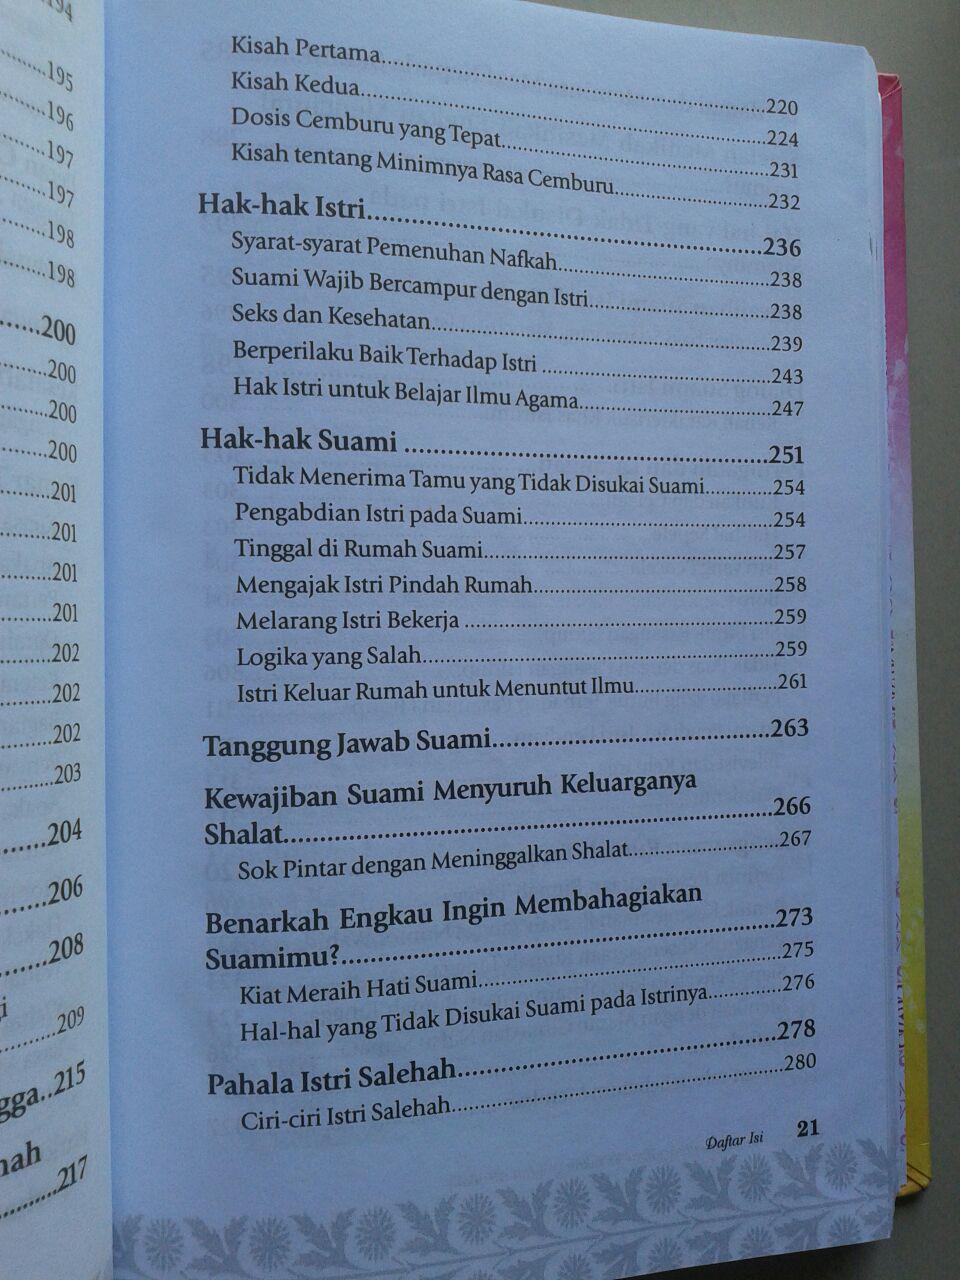 194
195
196
197
197
198
198
200
200
200
200
201
201
201
201
202
202
202
203
204
206
208
209
gga..215
nah
217
Kisah Pertama..........220
Kisah Kedua..........224
Dosis Cemburu yang Tepat..........231
Kisah tentang Minimnya Rasa Cemburu..........232
Hak-hak Istri..........236
Syarat-syarat Pemenuhan Nafkah..........238
Suami Wajib Bercampur dengan Istri..........238
Seks dan Kesehatan..........239
Berperilaku Baik Terhadap Istri ..........243
Hak Istri untuk Belajar Ilmu Agama..........247
Hak-hak Suami ..........251
Tidak Menerima Tamu yang Tidak Disukai Suami..........254
Pengabdian Istri pada Suami..........254
Tinggal di Rumah Suami..........257
Mengajak Istri Pindah Rumah..........258
Melarang Istri Bekerja ..........259
Logika yang Salah..........259
Istri Keluar Rumah untuk Menuntut Ilmu..........261
Tanggung Jawab Suami..........263
Kewajiban Suami Menyuruh Keluarganya
Shalat..........266
Sok Pintar dengan Meninggalkan Shalat..........267
Benarkah Engkau Ingin Membahagiakan
Suamimu?..........273
Kiat Meraih Hati Suami..........275
Hal-hal yang Tidak Disukai Suami pada Istrinya..........276
Pahala Istri Salehah..........278
Ciri-ciri Istri Salehah..........280
Daftar Isi 21